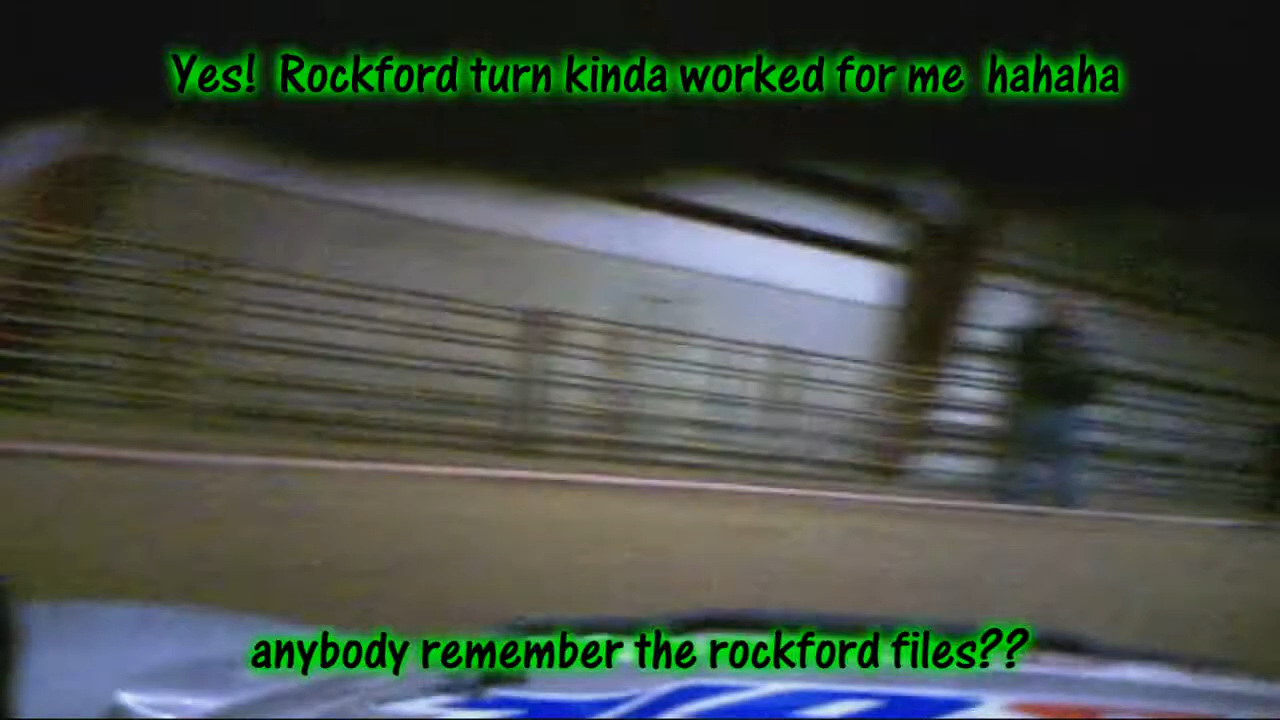 Yes! Rockford turn kinda worked for me hahaha
anybody remember the rockford files??